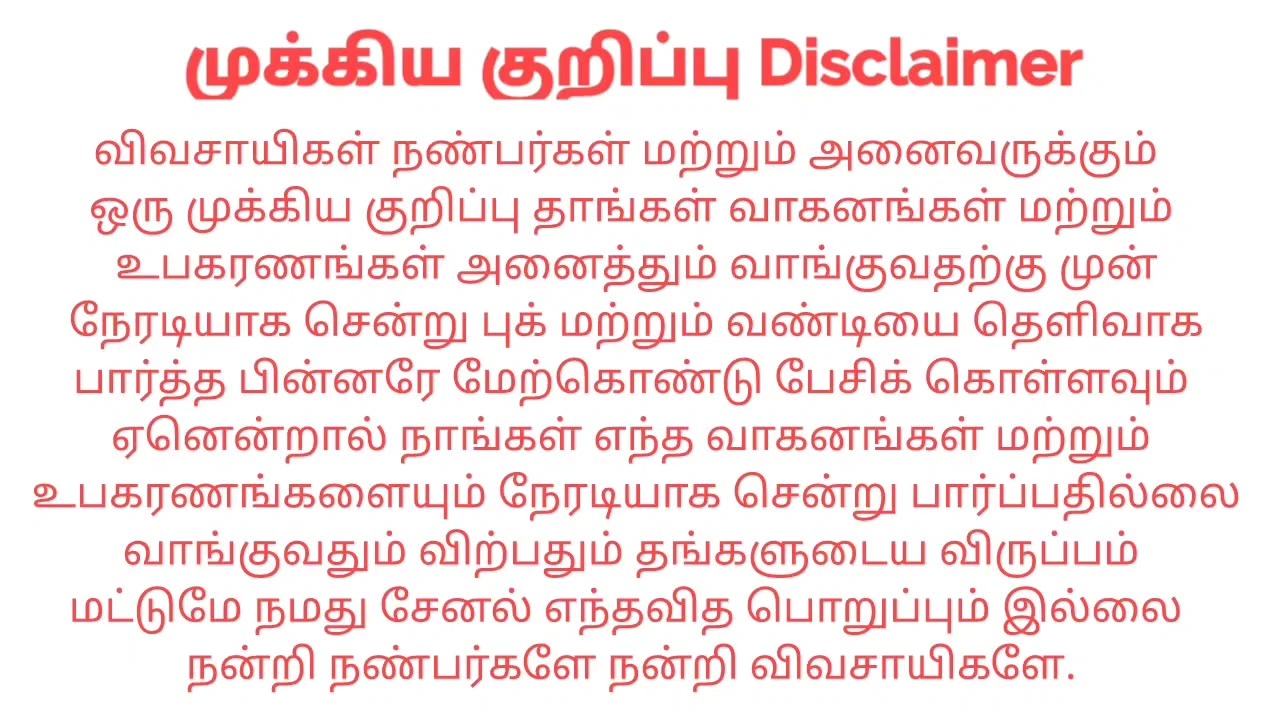 முக்கிய குறிப்பு Disclaimer
விவசாயிகள் நண்பர்கள் மற்றும் அனைவருக்கும்
ஒரு முக்கிய குறிப்பு தாங்கள் வாகனங்கள் மற்றும்
உபகரணங்கள் அனைத்தும் வாங்குவதற்கு முன்
நேரடியாக சென்று புக் மற்றும் வண்டியை தெளிவாக
பார்த்த பின்னரே மேற்கொண்டு பேசிக் கொள்ளவும்
ஏனென்றால் நாங்கள் எந்த வாகனங்கள் மற்றும்
உபகரணங்களையும் நேரடியாக சென்று பார்ப்பதில்லை
வாங்குவதும் விற்பதும் தங்களுடைய விருப்பம்
மட்டுமே நமது சேனல் எந்தவித பொறுப்பும் இல்லை
நன்றி நண்பர்களே நன்றி விவசாயிகளே.